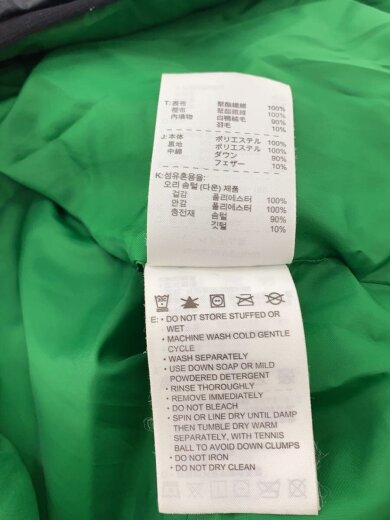 T: 表布 聚酯纖維 100%
裡布 聚酯纖維 100%
內填物 白鴨絨毛 90%
羽毛 10%
J: 本体 ポリエステル 100%
裏地 ポリエステル 100%
中綿 ダウン 90%
フェザー 10%
K: 섬유혼용율:
오리 솜털 (다운) 제품
겉감 폴리에스터 100%
안감 폴리에스터 100%
충전재 솜털 90%
깃털 10%
E: • DO NOT STORE STUFFED OR
WET
• MACHINE WASH COLD GENTLE
CYCLE
• WASH SEPARATELY
• USE DOWN SOAP OR MILD
POWDERED DETERGENT
• RINSE THOROUGHLY
• REMOVE IMMEDIATELY
• DO NOT BLEACH
• SPIN OR LINE DRY UNTIL DAMP
THEN TUMBLE DRY WARM
SEPARATELY, WITH TENNIS
BALL TO AVOID DOWN CLUMPS
• DO NOT IRON
• DO NOT DRY CLEAN